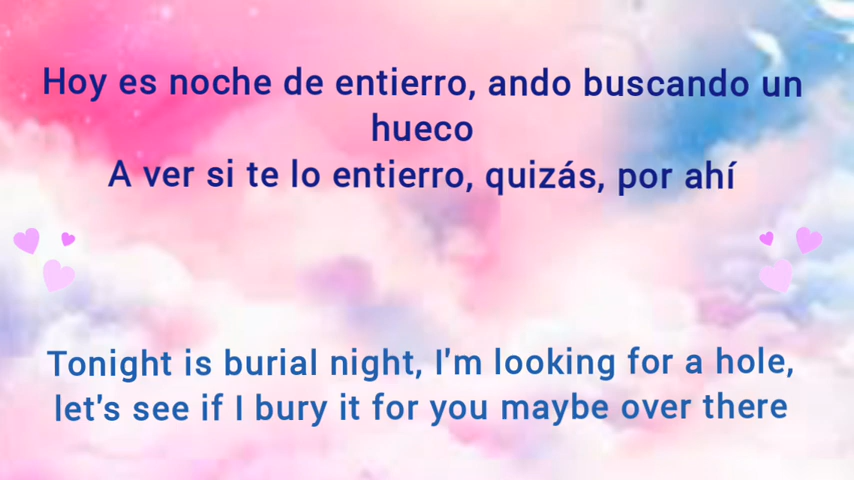 Hoy es noche de entierro, ando buscando un
hueco
A ver si te lo entierro, quizás, por ahí
Tonight is burial night, I'm looking for a hole,
let's see if I bury it for you maybe over there